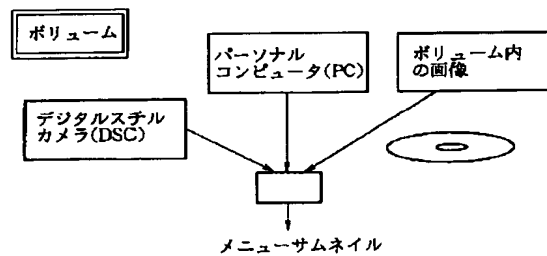 ボリューム
パーソナル
コンピュータ(PC)
ボリューム内
の画像
デジタルスチル
カメラ(DSC)
メニューサムネイル